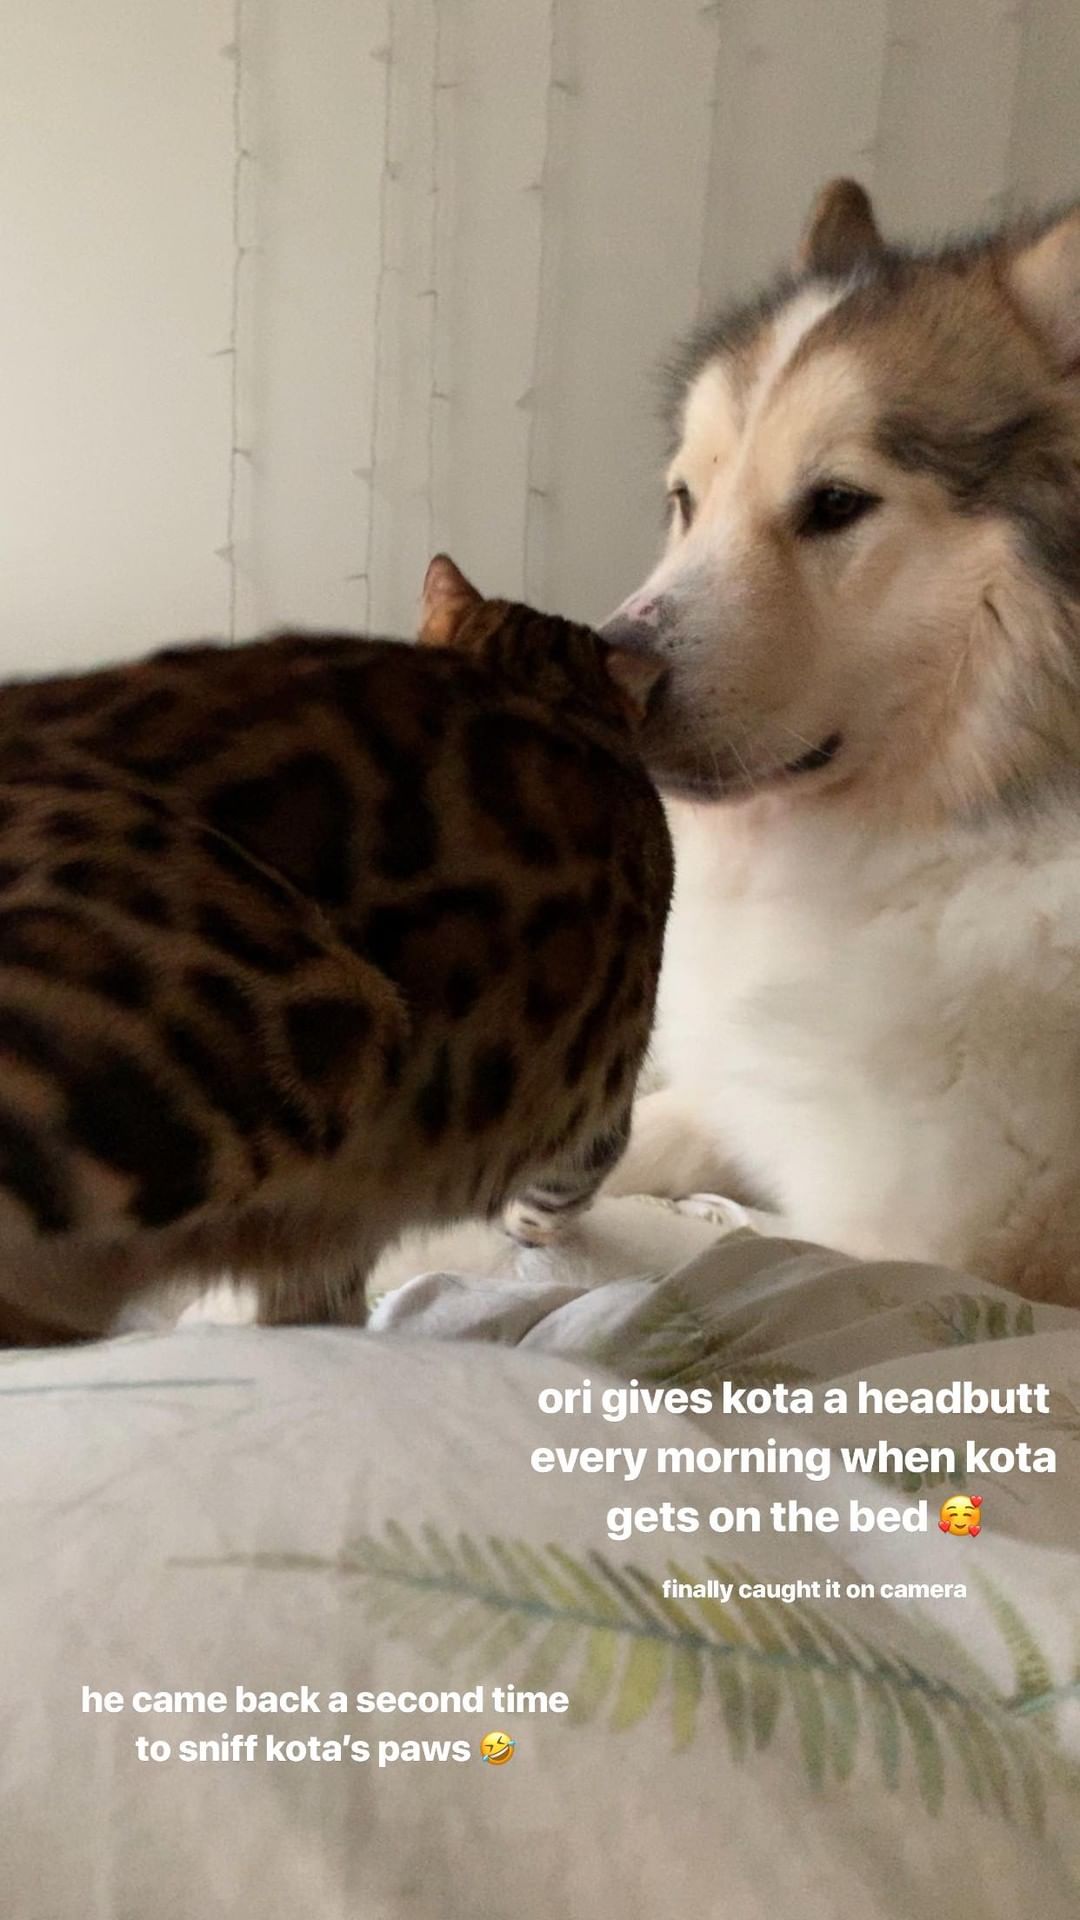 ori gives kota a headbutt
every morning when kota
gets on the bed 🥰
finally caught it on camera
he came back a second time
to sniff kota’s paws 🤣